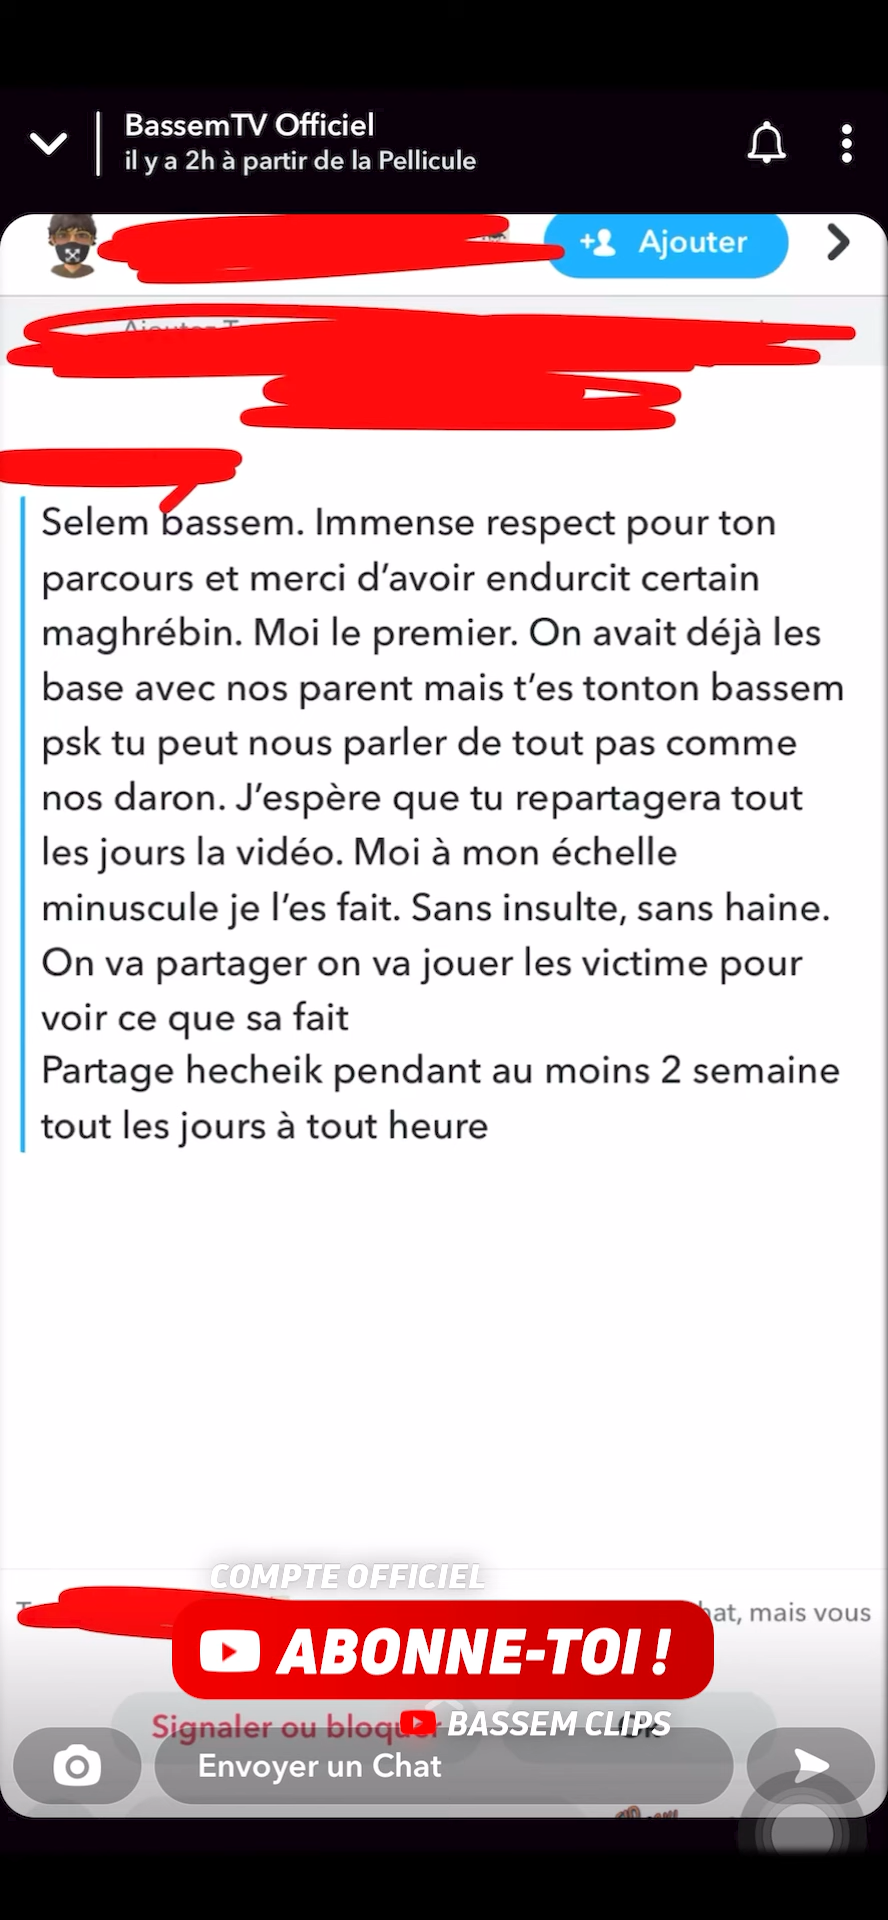 BassemTV Officiel
il y a 2h à partir de la Pellicule
Ajouter
Selem bassem. Immense respect pour ton
parcours et merci d'avoir endurcit certain
maghrébin. Moi le premier. On avait déjà les
base avec nos parent mais t'es tonton bassem
psk tu peut nous parler de tout pas comme
nos daron. J'espère que tu repartagera tout
les jours la vidéo. Moi à mon échelle
minuscule je l'es fait. Sans insulte, sans haine.
On va partager on va jouer les victime pour
voir ce que sa fait
Partage hecheik pendant au moins 2 semaine
tout les jours à tout heure
COMPTE OFFICIEL
mais vous
ABONNE-TOI !
Signaler ou bloquer
BASSEM CLIPS
Envoyer un Chat